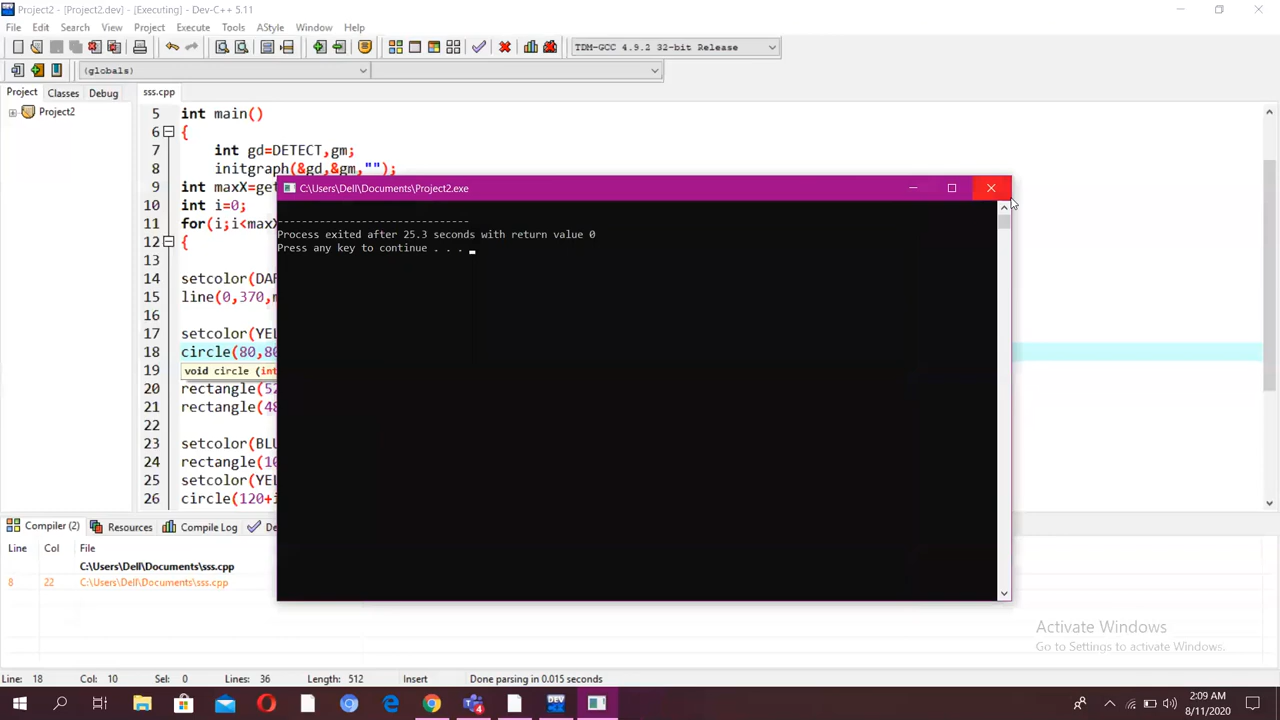 Project2 - [Project2.dev] - [Executing] - Dev-C++ 5.11
File Edit Search View Project Execute Tools AStyle Window Help
TDM-GCC 4.9.2 32-bit Release
(globals)
Project Classes Debug sss.cpp
Project2
5 int main()
6 {
7 int gd=DETECT,gm;
8 initgraph(&gd,&gm,"");
9 int maxX=get
10 int i=0;
11 for(i;i<maxX
12 {
13
14 setcolor(DAR
15 line(0,370,m
16
17 setcolor(YEL
18 circle(80,80
19 void circle (int
20 rectangle(52
21 rectangle(48
22
23 setcolor(BLU
24 rectangle(10
25 setcolor(YEL
26 circle(120+i
C:\Users\Dell\Documents\Project2.exe
--------------------------------
Process exited after 25.3 seconds with return value 0
Press any key to continue . . .
Compiler (2) Resources Compile Log De
Line Col File
C:\Users\Dell\Documents\sss.cpp
8 22 C:\Users\Dell\Documents\sss.cpp
Activate Windows
Go to Settings to activate Windows.
Line: 18 Col: 10 Sel: 0 Lines: 36 Length: 512 Insert Done parsing in 0.015 seconds
4
DEV
2:09 AM
8/11/2020